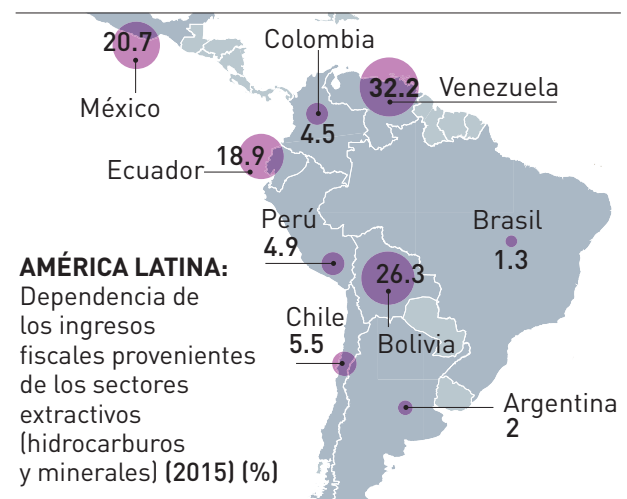 20.7
México
Colombia
4.5
32.2
Venezuela
18.9
Ecuador
Perú
4.9
Brasil
1.3
26.3
Bolivia
Chile
5.5
Argentina
2
AMÉRICA LATINA:
Dependencia de
los ingresos
fiscales provenientes
de los sectores
extractivos
(hidrocarburos
y minerales) (2015) (%)